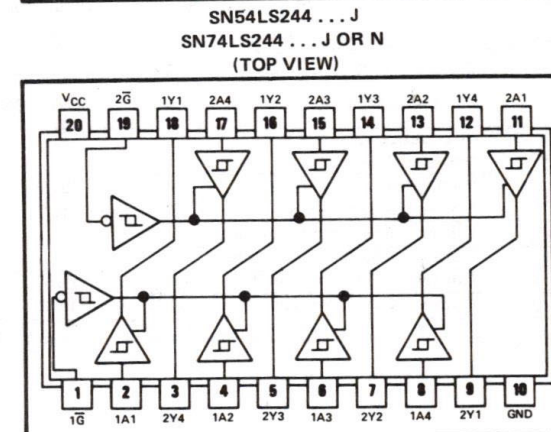 SN54LS244 ... J
SN74LS244 ... J OR N
(TOP VIEW)
VCC 2G̅ 1Y1 2A4 1Y2 2A3 1Y3 2A2 1Y4 2A1
20 19 18 17 16 15 14 13 12 11
1 2 3 4 5 6 7 8 9 10
1G̅ 1A1 2Y4 1A2 2Y3 1A3 2Y2 1A4 2Y1 GND